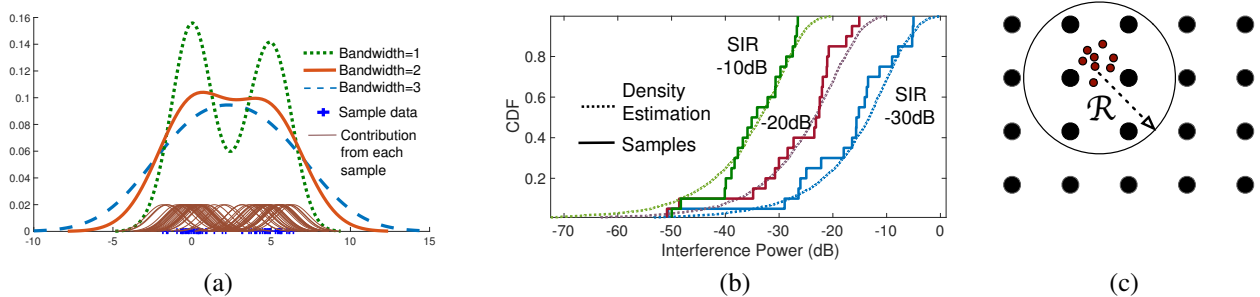 0.16
0.14
0.12
0.1
0.08
0.06
0.04
0.02
0
-10
-5
0
5
10
15
Bandwidth=1
Bandwidth=2
Bandwidth=3
Sample data
Contribution
from each
sample
(a)
CDF
0.8
0.6
0.4
0.2
-70
-60
-50
-40
-30
-20
-10
0
Interference Power (dB)
SIR
-10dB
-20dB
SIR
-30dB
Density
Estimation
Samples
(b)
R
(c)